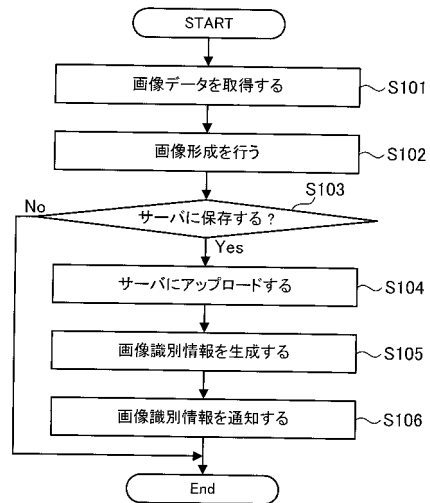 START
画像データを取得する
S101
画像形成を行う
S102
S103
No
サーバに保存する?
Yes
サーバにアップロードする
S104
画像識別情報を生成する
S105
画像識別情報を通知する
S106
End